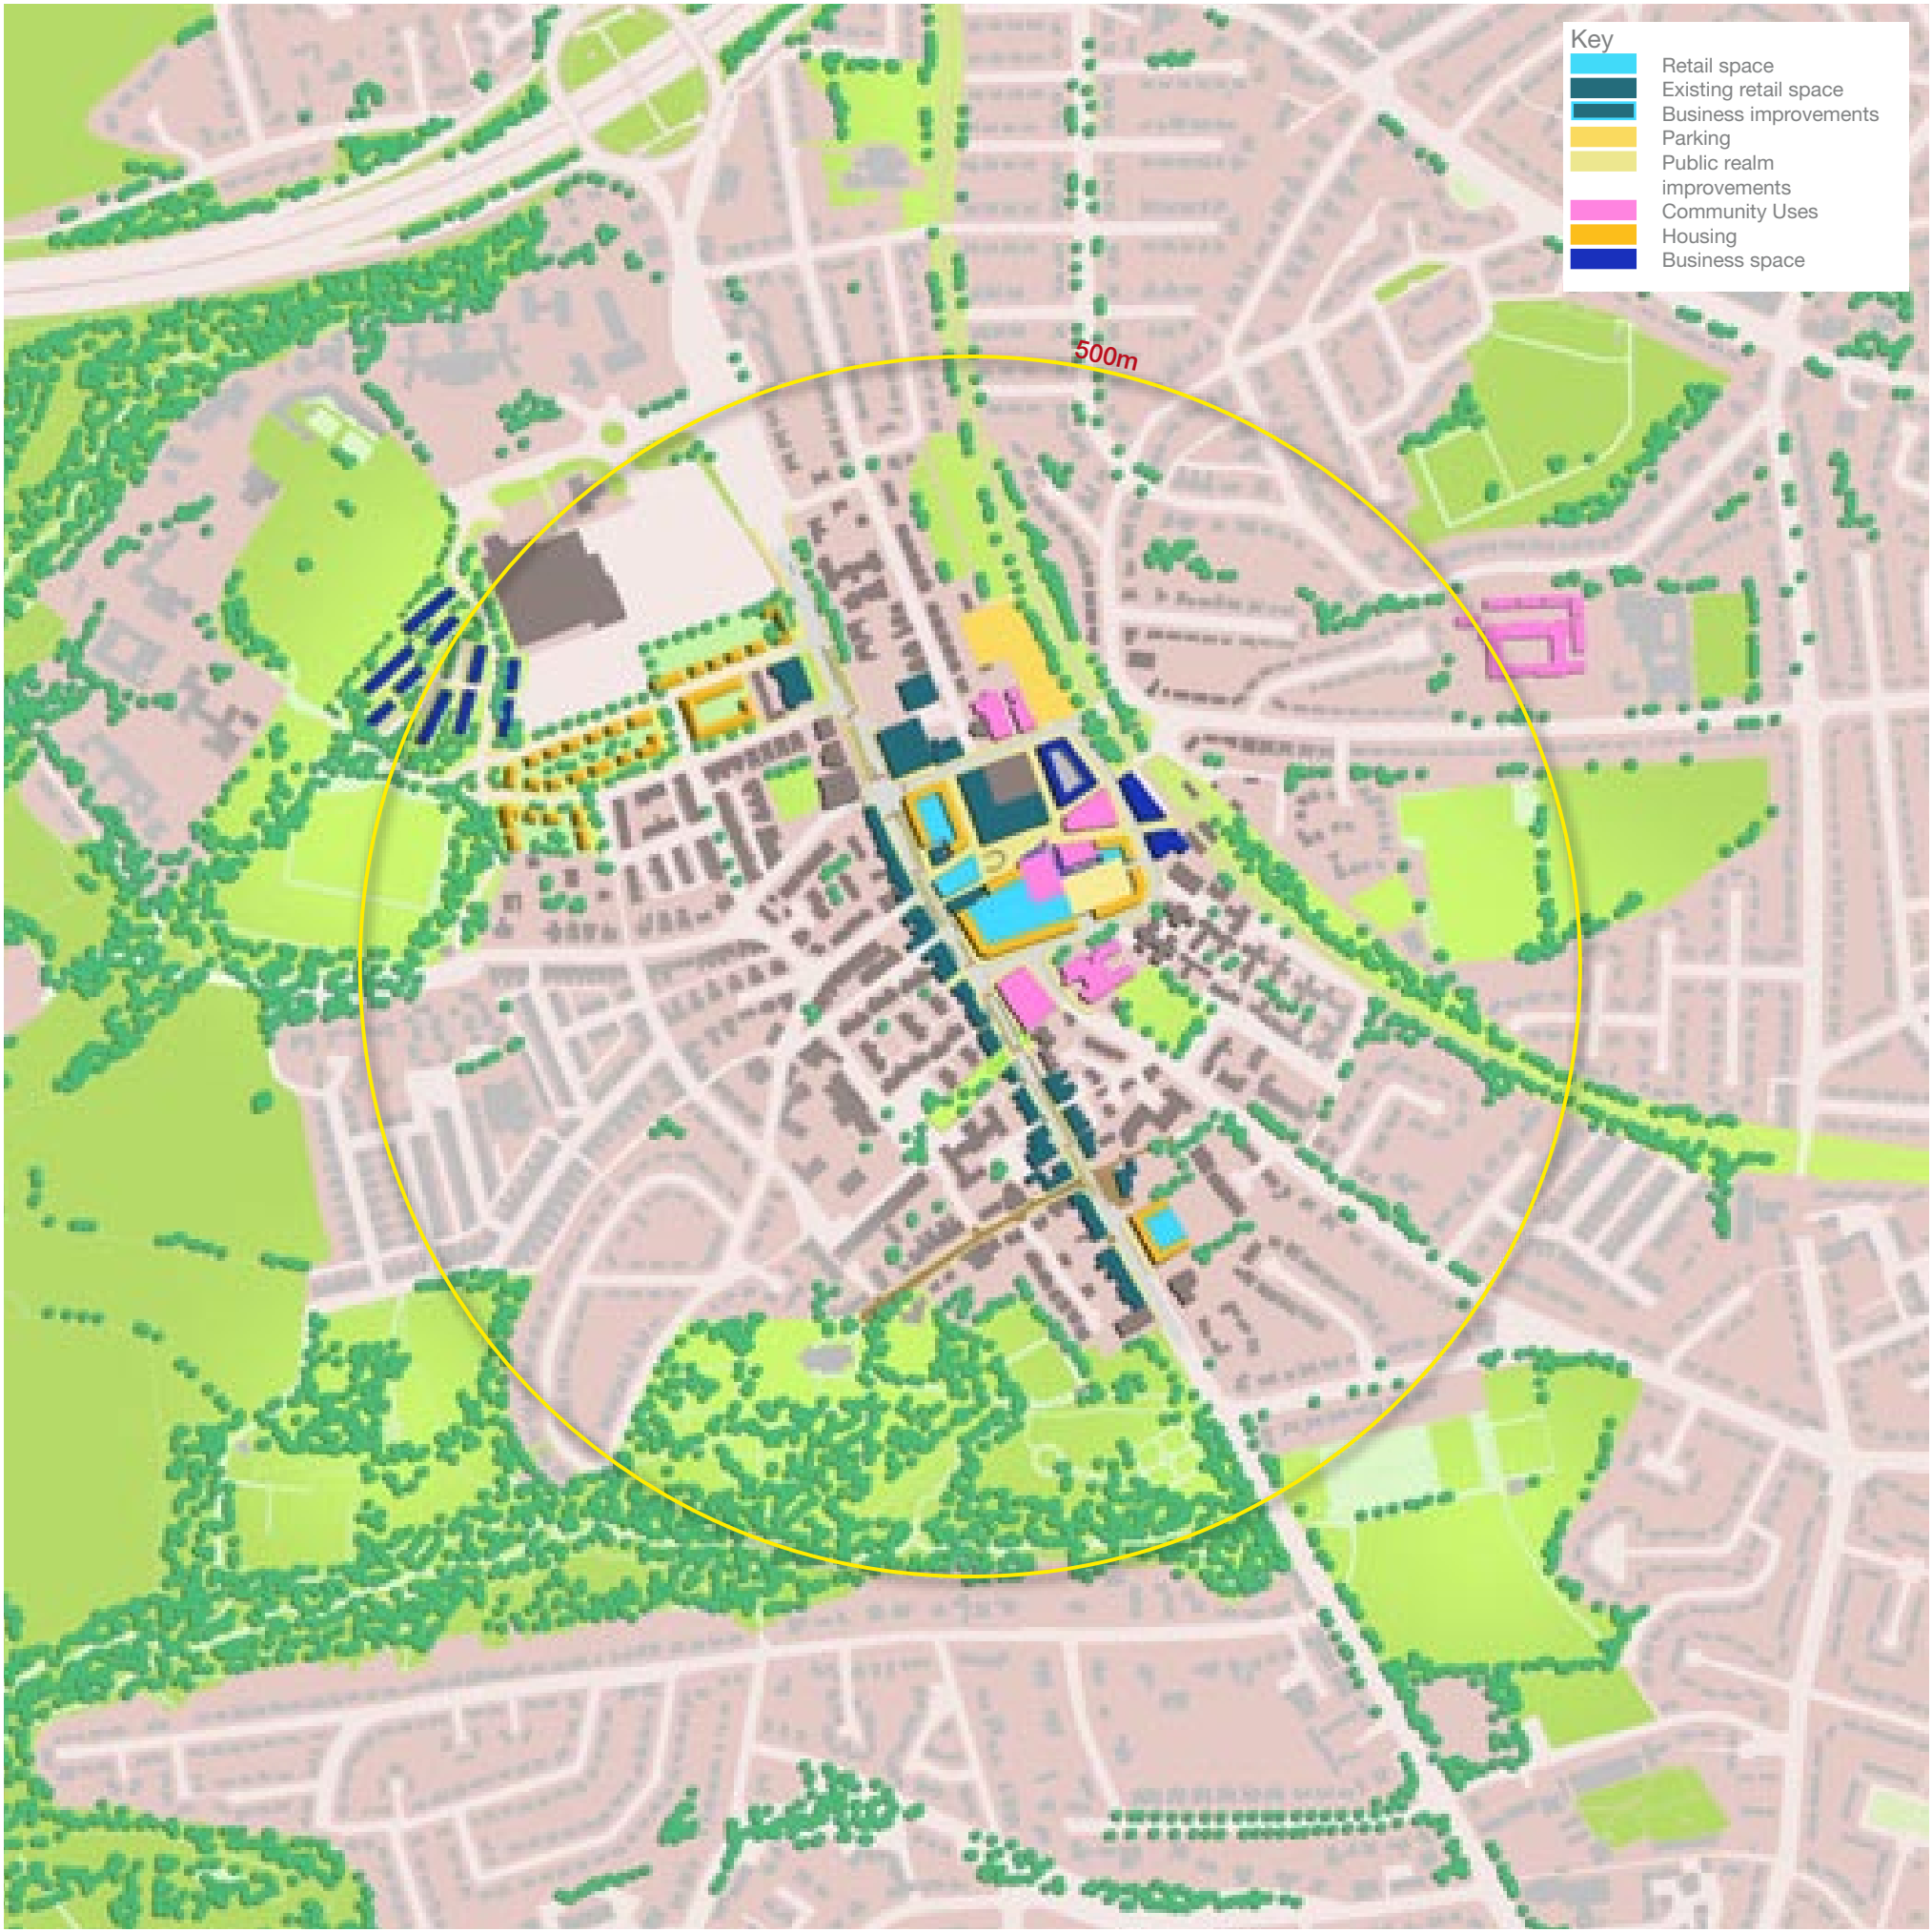 Key
Retail space
Existing retail space
Business improvements
Parking
Public realm
improvements
Community Uses
Housing
Business space
500m